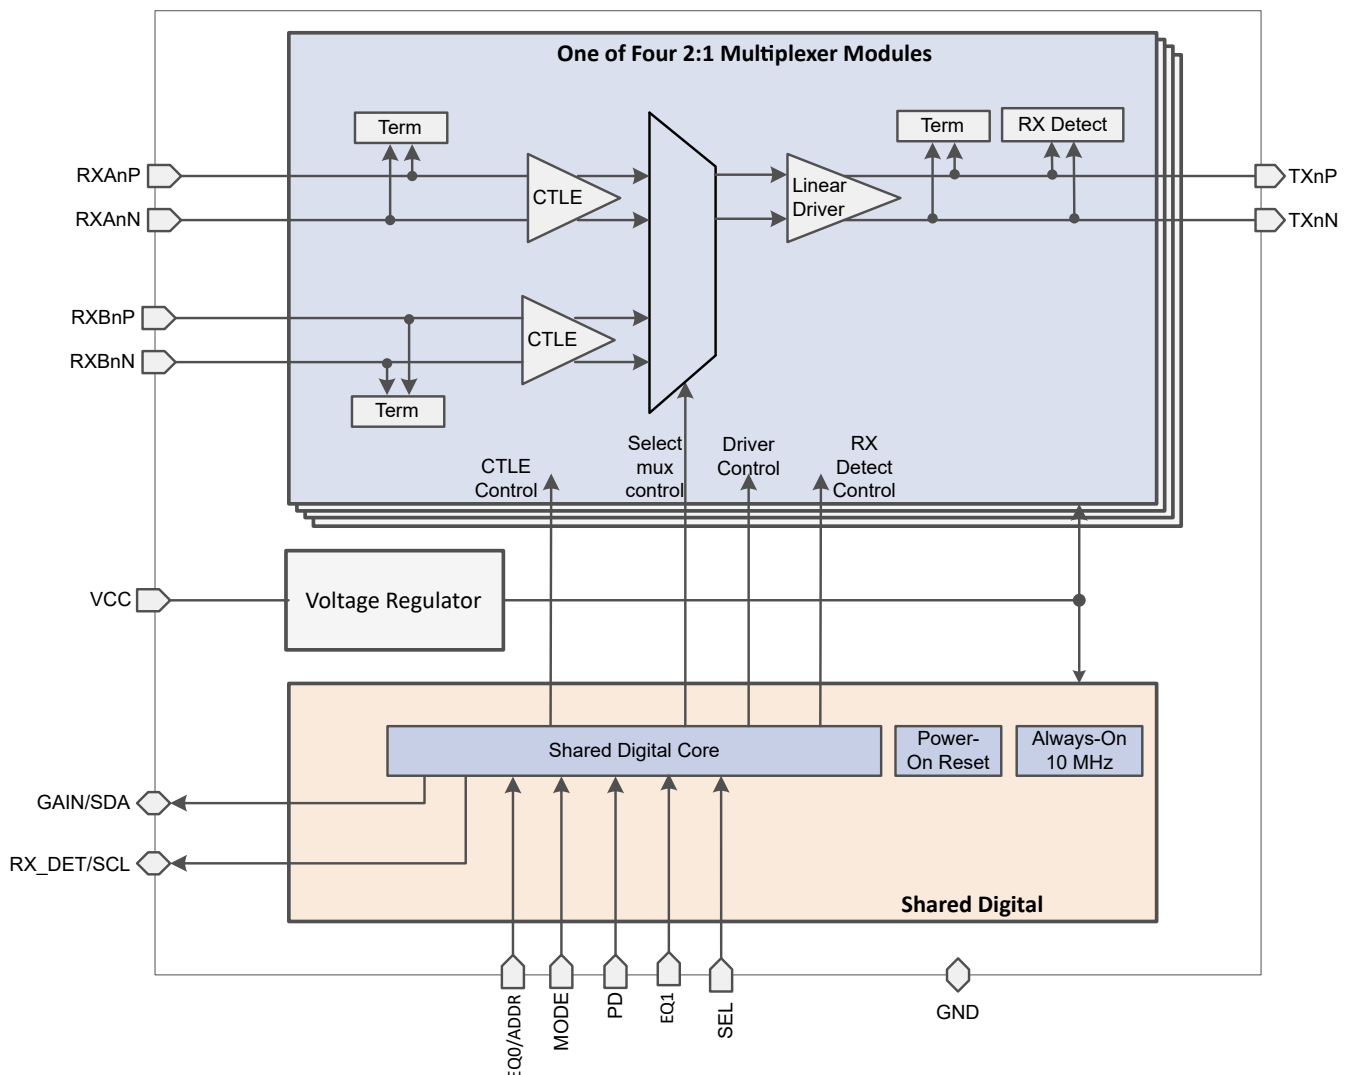 One of Four 2:1 Multiplexer Modules
Term
Term
RX Detect
RXAnP
TXnP
CTLE
Linear
Driver
RXAnN
TXnN
RXBnP
CTLE
RXBnN
Term
Select
mux
control
Driver
Control
RX
Detect
Control
CTLE
Control
VCC
Voltage Regulator
Shared Digital Core
Power-
On Reset
Always-On
10 MHz
GAIN/SDA
RX_DET/SCL
Shared Digital
EQ0/ADDR
MODE
PD
EQ1
SEL
GND